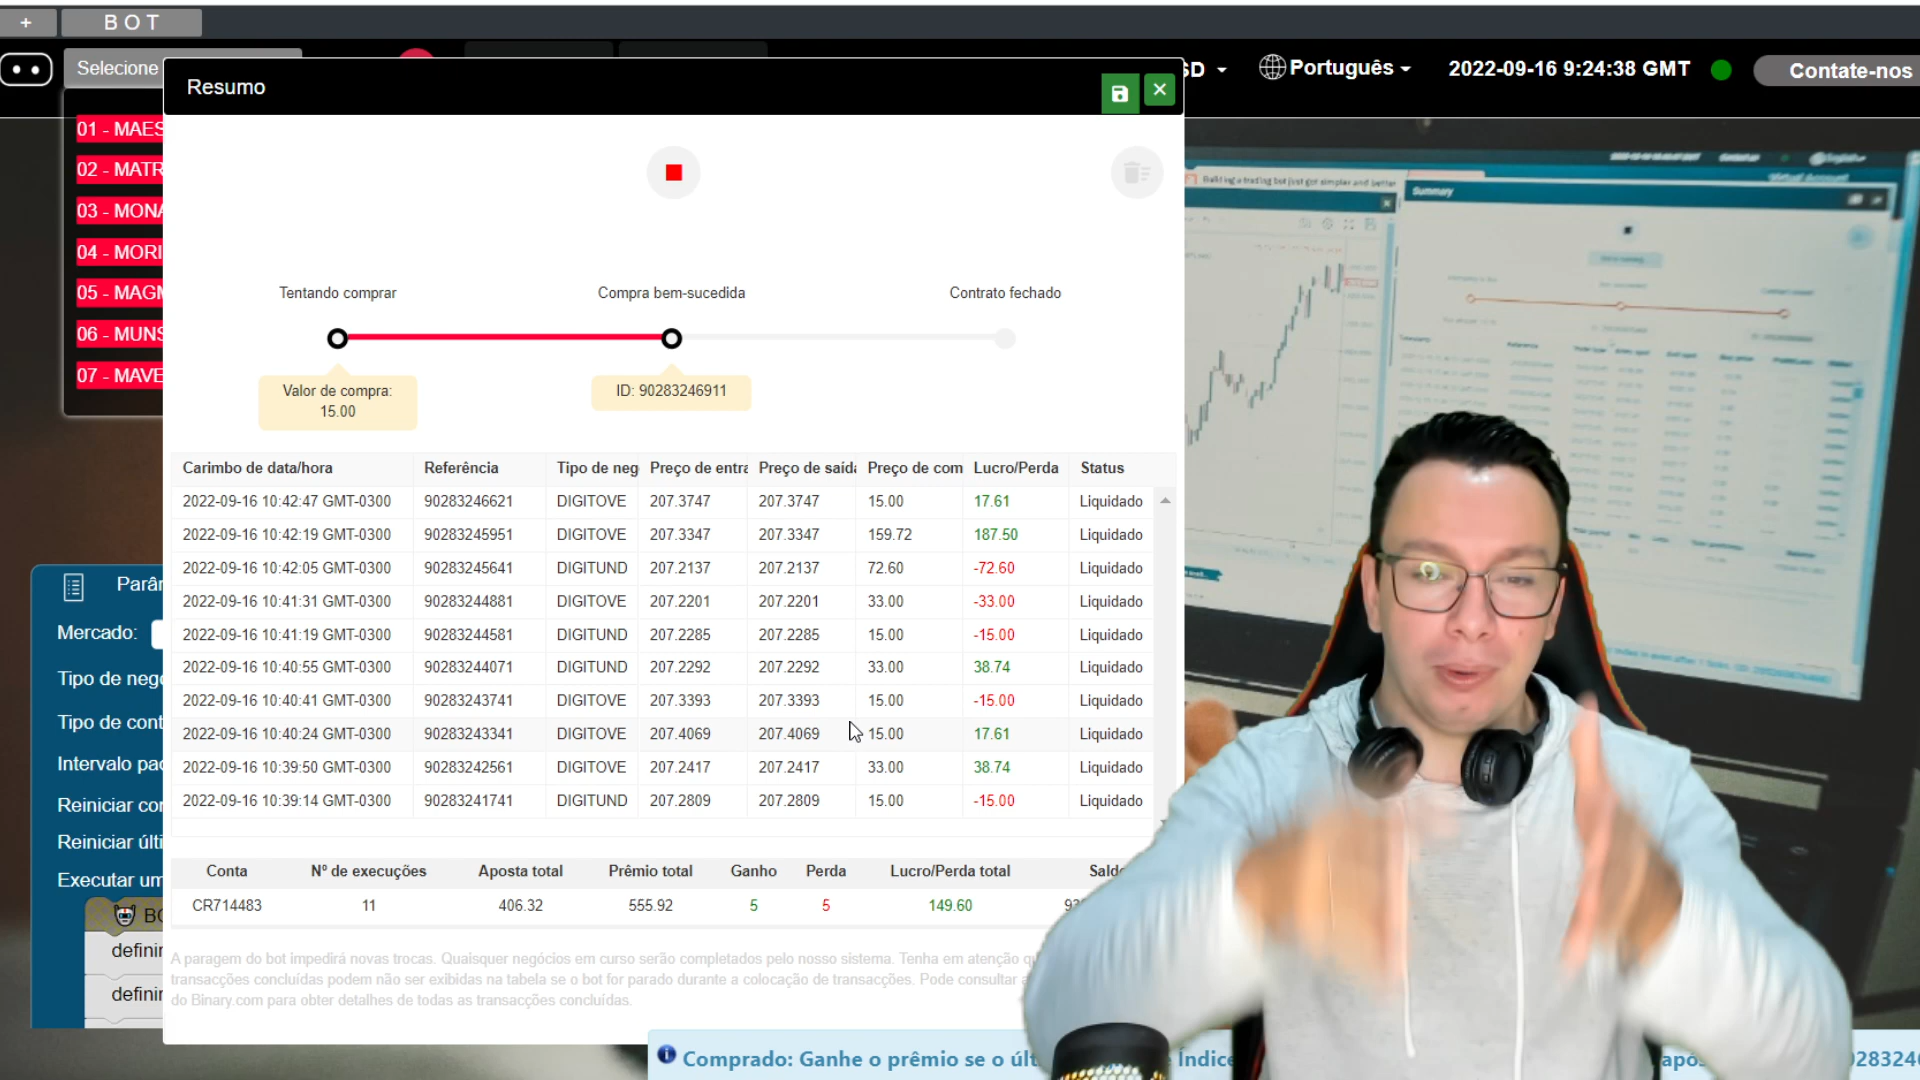 + BOT
Selecione
SD
Português
2022-09-16 9:24:38 GMT
Contate-nos
01 - MAES
02 - MATR
03 - MONA
04 - MORI
05 - MAGM
06 - MUNS
07 - MAVE
Resumo
Tentando comprar
Compra bem-sucedida
Contrato fechado
Valor de compra:
15.00
ID: 90283246911
Carimbo de data/hora Referência Tipo de neg Preço de entra Preço de saída Preço de com Lucro/Perda Status
2022-09-16 10:42:47 GMT-0300 90283246621 DIGITOVE 207.3747 207.3747 15.00 17.61 Liquidado
2022-09-16 10:42:19 GMT-0300 90283245951 DIGITOVE 207.3347 207.3347 159.72 187.50 Liquidado
2022-09-16 10:42:05 GMT-0300 90283245641 DIGITUND 207.2137 207.2137 72.60 -72.60 Liquidado
2022-09-16 10:41:31 GMT-0300 90283244881 DIGITOVE 207.2201 207.2201 33.00 -33.00 Liquidado
2022-09-16 10:41:19 GMT-0300 90283244581 DIGITUND 207.2285 207.2285 15.00 -15.00 Liquidado
2022-09-16 10:40:55 GMT-0300 90283244071 DIGITUND 207.2292 207.2292 33.00 38.74 Liquidado
2022-09-16 10:40:41 GMT-0300 90283243741 DIGITOVE 207.3393 207.3393 15.00 -15.00 Liquidado
2022-09-16 10:40:24 GMT-0300 90283243341 DIGITOVE 207.4069 207.4069 15.00 17.61 Liquidado
2022-09-16 10:39:50 GMT-0300 90283242561 DIGITOVE 207.2417 207.2417 33.00 38.74 Liquidado
2022-09-16 10:39:14 GMT-0300 90283241741 DIGITUND 207.2809 207.2809 15.00 -15.00 Liquidado
Conta Nº de execuções Aposta total Prêmio total Ganho Perda Lucro/Perda total Saldo
CR714483 11 406.32 555.92 5 5 149.60
A paragem do bot impedirá novas trocas. Quaisquer negócios em curso serão completados pelo nosso sistema. Tenha em atenção q
transacções concluídas podem não ser exibidas na tabela se o bot for parado durante a colocação de transacções. Pode consultar a
do Binary.com para obter detalhes de todas as transacções concluídas.
Parâ
Mercado:
Tipo de nego
Tipo de cont
Intervalo pad
Reiniciar con
Reiniciar últi
Executar um
BO
definin
definin
Comprado: Ganhe o prêmio se o últ Índice após 028324
Summary